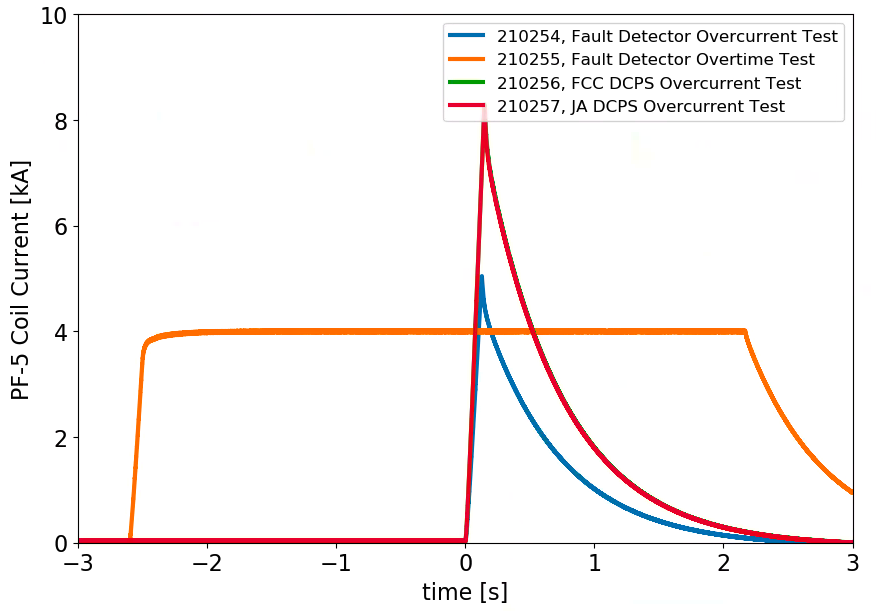 10
8
6
4
2
0
PF-5 Coil Current [kA]
210254, Fault Detector Overcurrent Test
210255, Fault Detector Overtime Test
210256, FCC DCPS Overcurrent Test
210257, JA DCPS Overcurrent Test
−3 −2 −1 0 1 2 3
time [s]